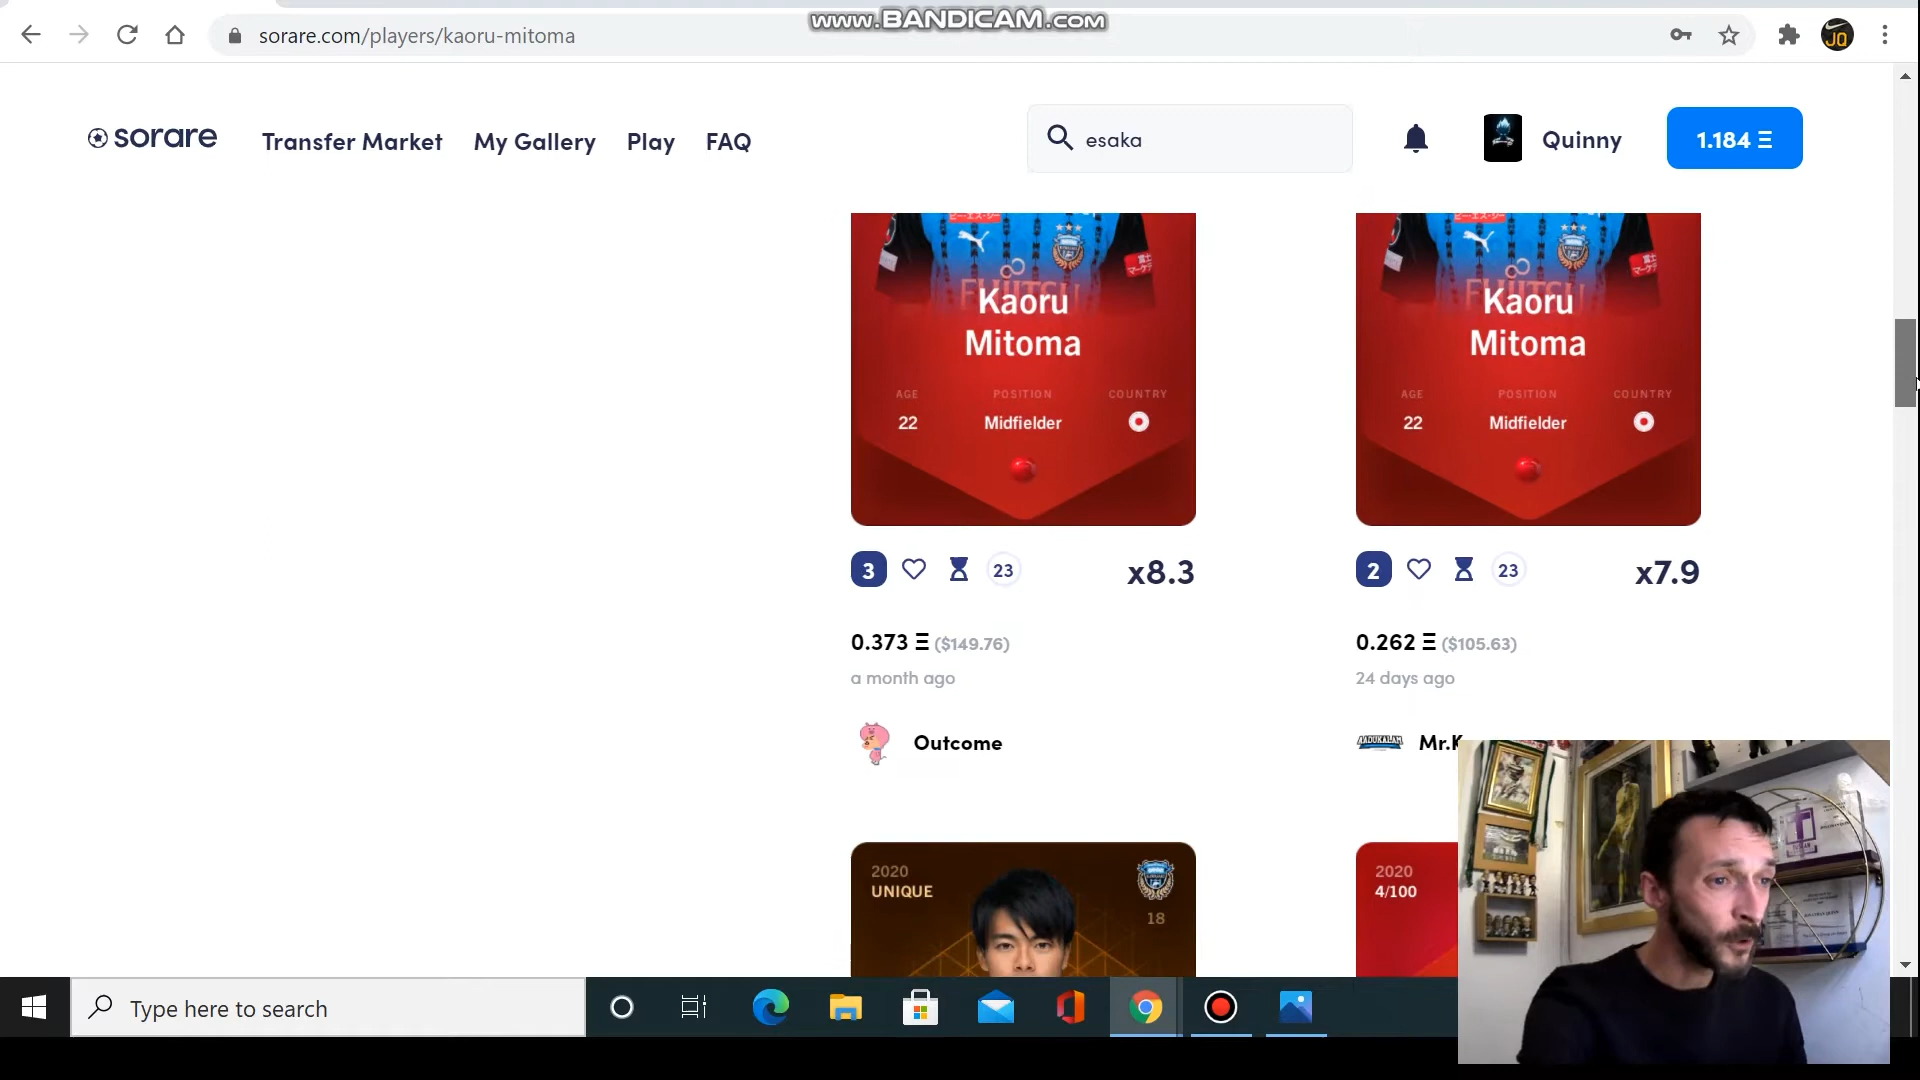 www.BANDICAM.com
sorare.com/players/kaoru-mitoma
JQ
sorare
Transfer Market
My Gallery
Play
FAQ
esaka
Quinny
1.184 Ξ
Kaoru
Mitoma
AGE
POSITION
COUNTRY
22
Midfielder
Kaoru
Mitoma
AGE
POSITION
COUNTRY
22
Midfielder
3
23
x8.3
2
23
x7.9
0.373 Ξ ($149.76)
a month ago
0.262 Ξ ($105.63)
24 days ago
Outcome
Mr.K
2020
UNIQUE
18
2020
4/100
Type here to search